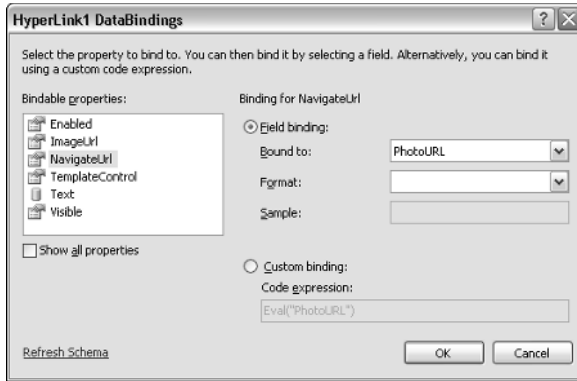 HyperLink1 DataBindings
Select the property to bind to. You can then bind it by selecting a field. Alternatively, you can bind it
using a custom code expression.
Bindable properties:
Enabled
ImageUrl
NavigateUrl
TemplateControl
Text
Visible
Show all properties
Binding for NavigateUrl
Field binding:
Bound to: PhotoURL
Format:
Sample:
Custom binding:
Code expression:
Eval("PhotoURL")
Refresh Schema
OK Cancel